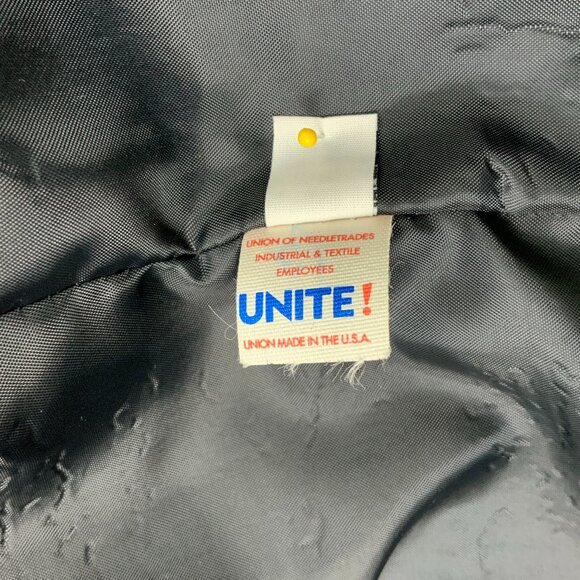 UNION OF NEEDLETRADES
INDUSTRIAL & TEXTILE
EMPLOYEES
UNITE!
UNION MADE IN THE U.S.A.